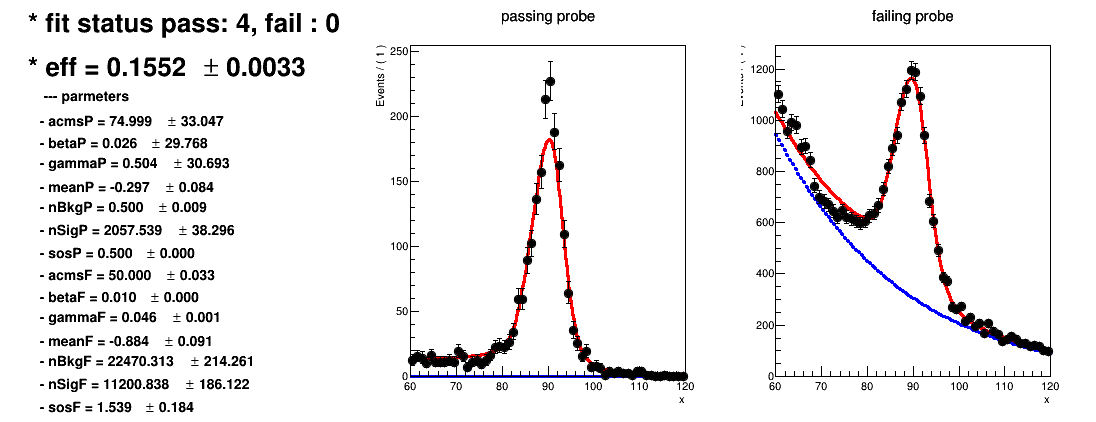 * fit status pass: 4, fail : 0
* eff = 0.1552 ± 0.0033
--- parmeters
- acmsP = 74.999 ± 33.047
- betaP = 0.026 ± 29.768
- gammaP = 0.504 ± 30.693
- meanP = -0.297 ± 0.084
- nBkgP = 0.500 ± 0.009
- nSigP = 2057.539 ± 38.296
- sosP = 0.500 ± 0.000
- acmsF = 50.000 ± 0.033
- betaF = 0.010 ± 0.000
- gammaF = 0.046 ± 0.001
- meanF = -0.884 ± 0.091
- nBkgF = 22470.313 ± 214.261
- nSigF = 11200.838 ± 186.122
- sosF = 1.539 ± 0.184
passing probe
Events / ( 1 )
250
200
150
100
50
0
60 70 80 90 100 110 120
x
failing probe
Events / ( 1 )
1200
1000
800
600
400
200
0
60 70 80 90 100 110 120
x